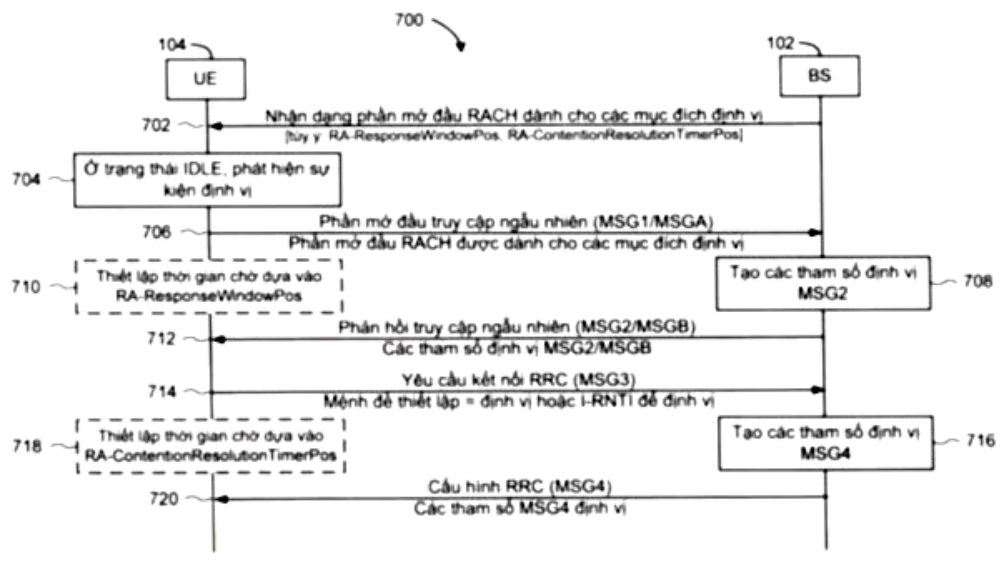 700
104
102
UE
BS
Nhận dạng phần mở đầu RACH dành cho các mục đích định vị
702
[tùy ý: RA-ResponseWindowPos, RA-ContentionResolutionTimerPos]
704
Ở trạng thái IDLE, phát hiện sự
kiện định vị
Phần mở đầu truy cập ngẫu nhiên (MSG1/MSGA)
706
Phần mở đầu RACH được dành cho các mục đích định vị
710
Thiết lập thời gian chờ dựa vào
RA-ResponseWindowPos
Tạo các tham số định vị
MSG2
708
Phản hồi truy cập ngẫu nhiên (MSG2/MSGB)
712
Các tham số định vị MSG2/MSGB
Yêu cầu kết nối RRC (MSG3)
714
Mệnh đề thiết lập = định vị hoặc I-RNTI để định vị
718
Thiết lập thời gian chờ dựa vào
RA-ContentionResolutionTimerPos
Tạo các tham số định vị
MSG4
716
Cấu hình RRC (MSG4)
720
Các tham số MSG4 định vị